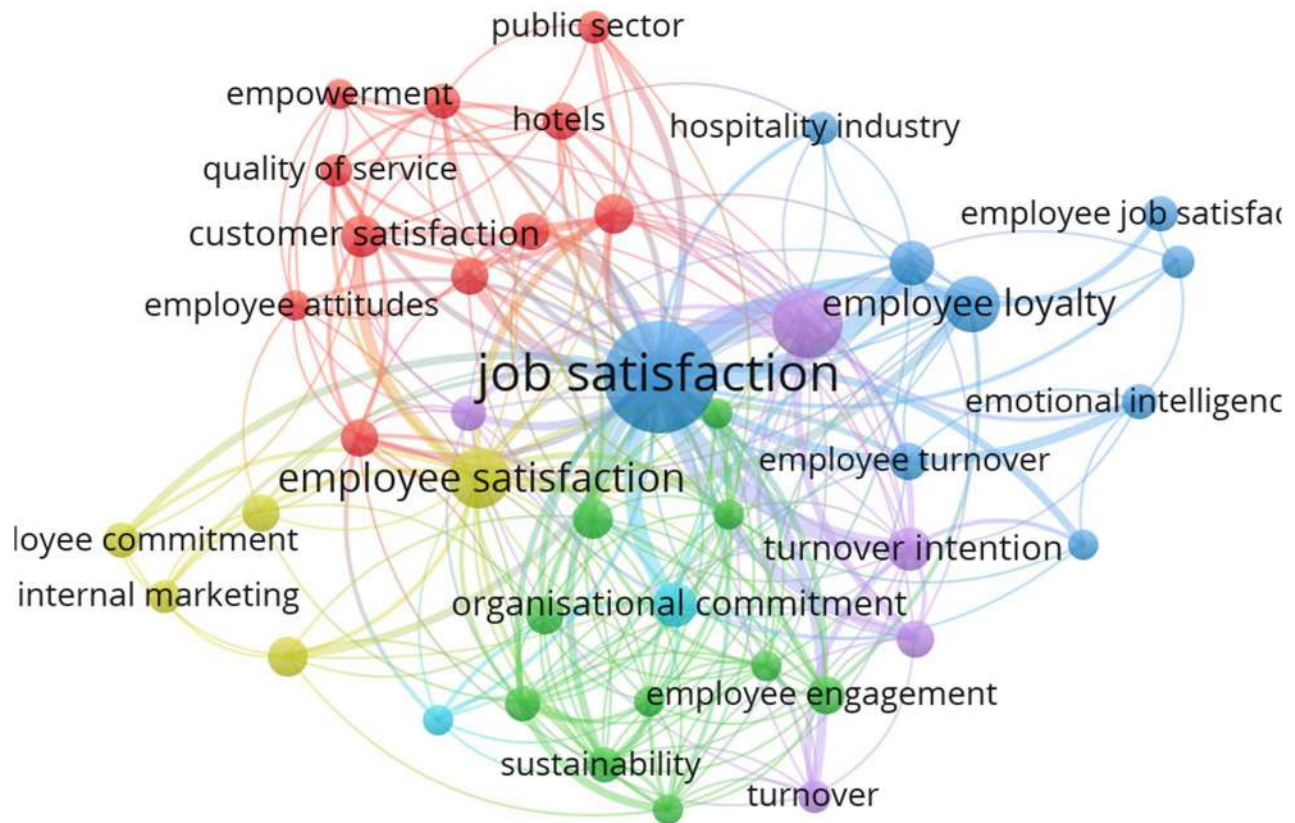 public sector
empowerment
hotels
hospitality industry
quality of service
employee job satisfac
customer satisfaction
employee attitudes
employee loyalty
job satisfaction
emotional intelligenc
employee turnover
employee satisfaction
loyee commitment
turnover intention
internal marketing
organisational commitment
employee engagement
sustainability
turnover